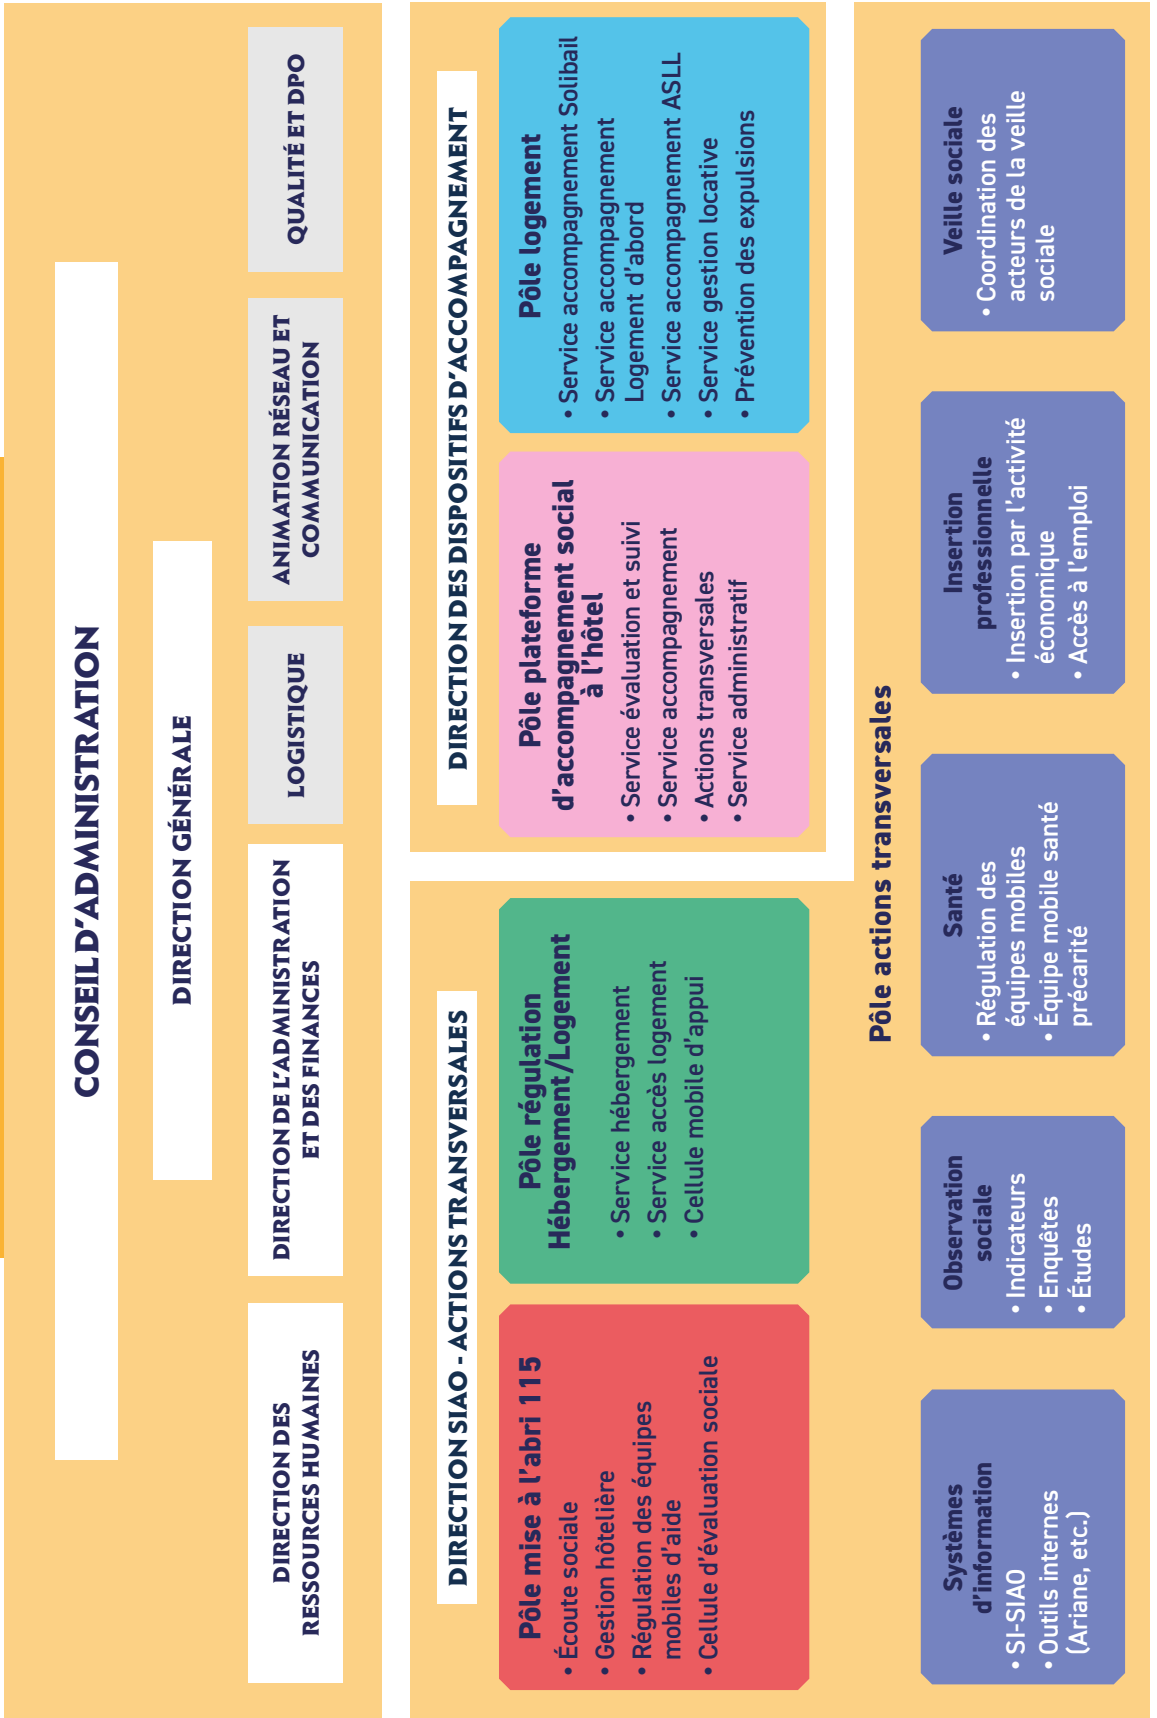 CONSEIL D'ADMINISTRATION
DIRECTION GÉNÉRALE
DIRECTION DES
RESSOURCES HUMAINES
DIRECTION DE L'ADMINISTRATION
ET DES FINANCES
LOGISTIQUE
ANIMATION RÉSEAU ET
COMMUNICATION
QUALITÉ ET DPO
DIRECTION SIAO - ACTIONS TRANSVERSALES
Pôle mise à l'abri 115
• Écoute sociale
• Gestion hôtelière
• Régulation des équipes
mobiles d'aide
• Cellule d'évaluation sociale
Pôle régulation
Hébergement/Logement
• Service hébergement
• Service accès logement
• Cellule mobile d'appui
DIRECTION DES DISPOSITIFS D'ACCOMPAGNEMENT
Pôle plateforme
d'accompagnement social
à l'hôtel
• Service évaluation et suivi
• Service accompagnement
• Actions transversales
• Service administratif
Pôle logement
• Service accompagnement Solibail
• Service accompagnement
Logement d'abord
• Service accompagnement ASLL
• Service gestion locative
• Prévention des expulsions
Pôle actions transversales
Systèmes
d'information
• SI-SIAO
• Outils internes
(Ariane, etc.)
Observation
sociale
• Indicateurs
• Enquêtes
• Études
Santé
• Régulation des
équipes mobiles
• Équipe mobile santé
précarité
Insertion
professionnelle
• Insertion par l'activité
économique
• Accès à l'emploi
Veille sociale
• Coordination des
acteurs de la veille
sociale